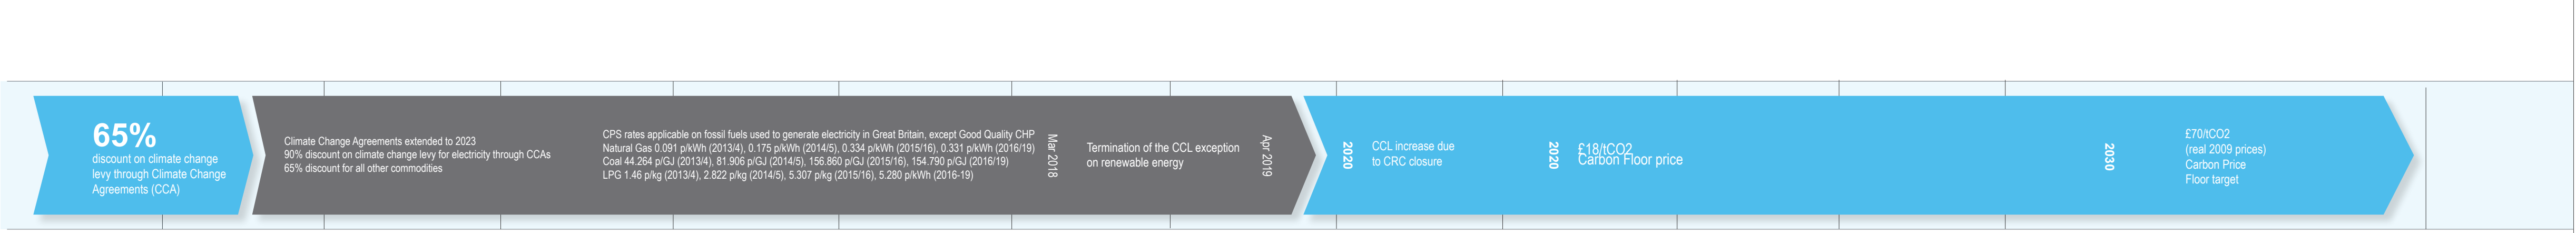 65%
discount on climate change
levy through Climate Change
Agreements (CCA)
Climate Change Agreements extended to 2023
90% discount on climate change levy for electricity through CCAs
65% discount for all other commodities
CPS rates applicable on fossil fuels used to generate electricity in Great Britain, except Good Quality CHP
Natural Gas 0.091 p/kWh (2013/4), 0.175 p/kWh (2014/5), 0.334 p/kWh (2015/16), 0.331 p/kWh (2016/19)
Coal 44.264 p/GJ (2013/4), 81.906 p/GJ (2014/5), 156.860 p/GJ (2015/16), 154.790 p/GJ (2016/19)
LPG 1.46 p/kg (2013/4), 2.822 p/kg (2014/5), 5.307 p/kg (2015/16), 5.280 p/kWh (2016-19)
Mar 2018
Termination of the CCL exception
on renewable energy
Apr 2019
2020
CCL increase due
to CRC closure
2020
£18/tCO2
Carbon Floor price
2030
£70/tCO2
(real 2009 prices)
Carbon Price
Floor target